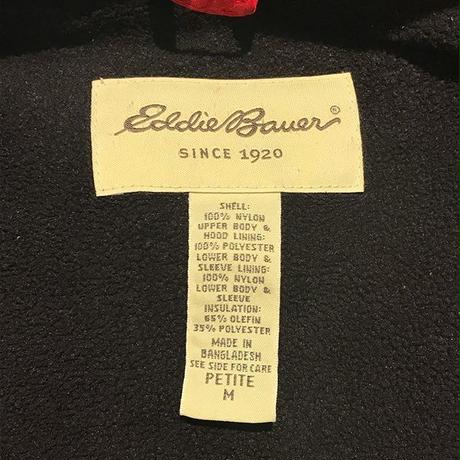 Eddie Bauer®
SINCE 1920
SHELL:
100% NYLON
UPPER BODY &
HOOD LINING:
100% POLYESTER
LOWER BODY &
SLEEVE LINING:
100% NYLON
LOWER BODY &
SLEEVE
INSULATION:
65% OLEFIN
35% POLYESTER
MADE IN
BANGLADESH
SEE SIDE FOR CARE
PETITE
M